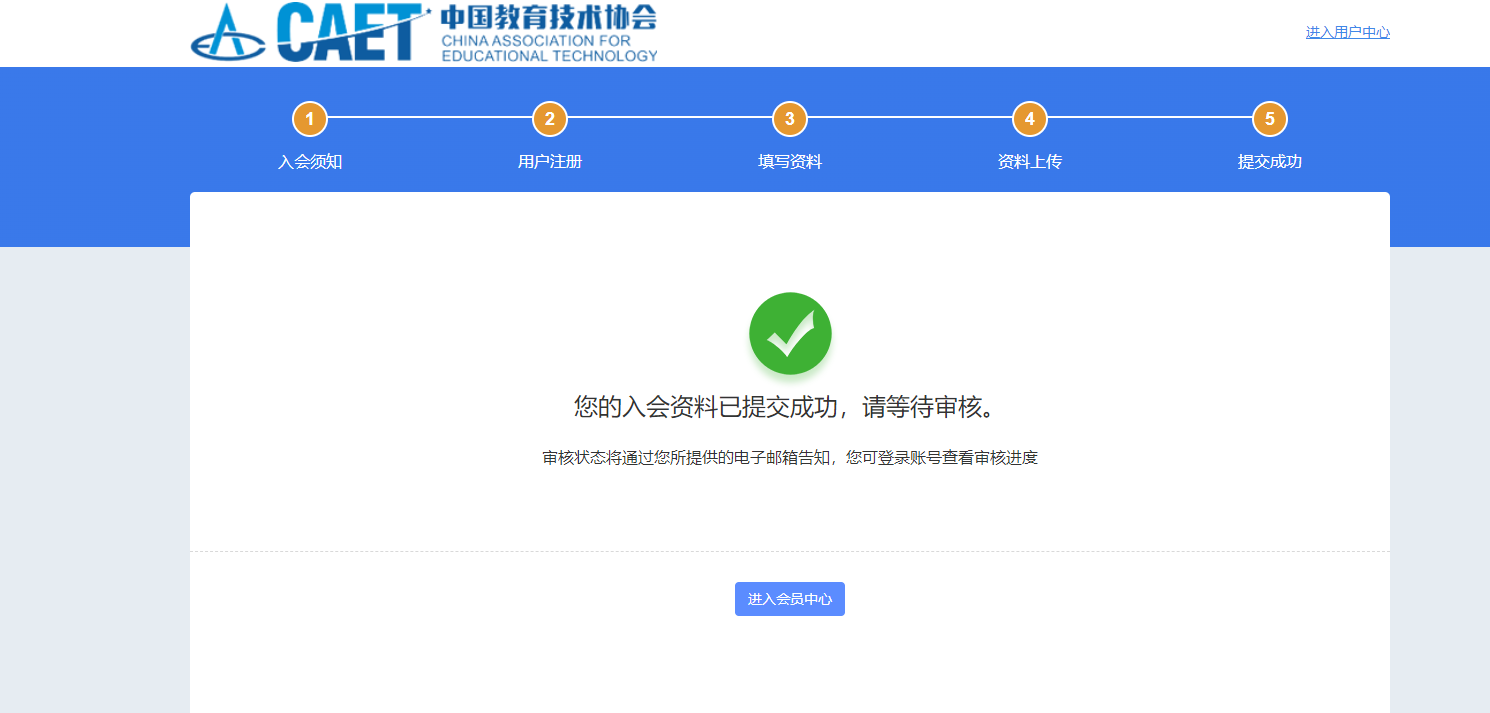 CAET
中国教育技术协会
CHINA ASSOCIATION FOR
EDUCATIONAL TECHNOLOGY
进入用户中心
1 2 3 4 5
入会须知 用户注册 填写资料 资料上传 提交成功
您的入会资料已提交成功，请等待审核。
审核状态将通过您所提供的电子邮箱告知，您可登录账号查看审核进度
进入会员中心